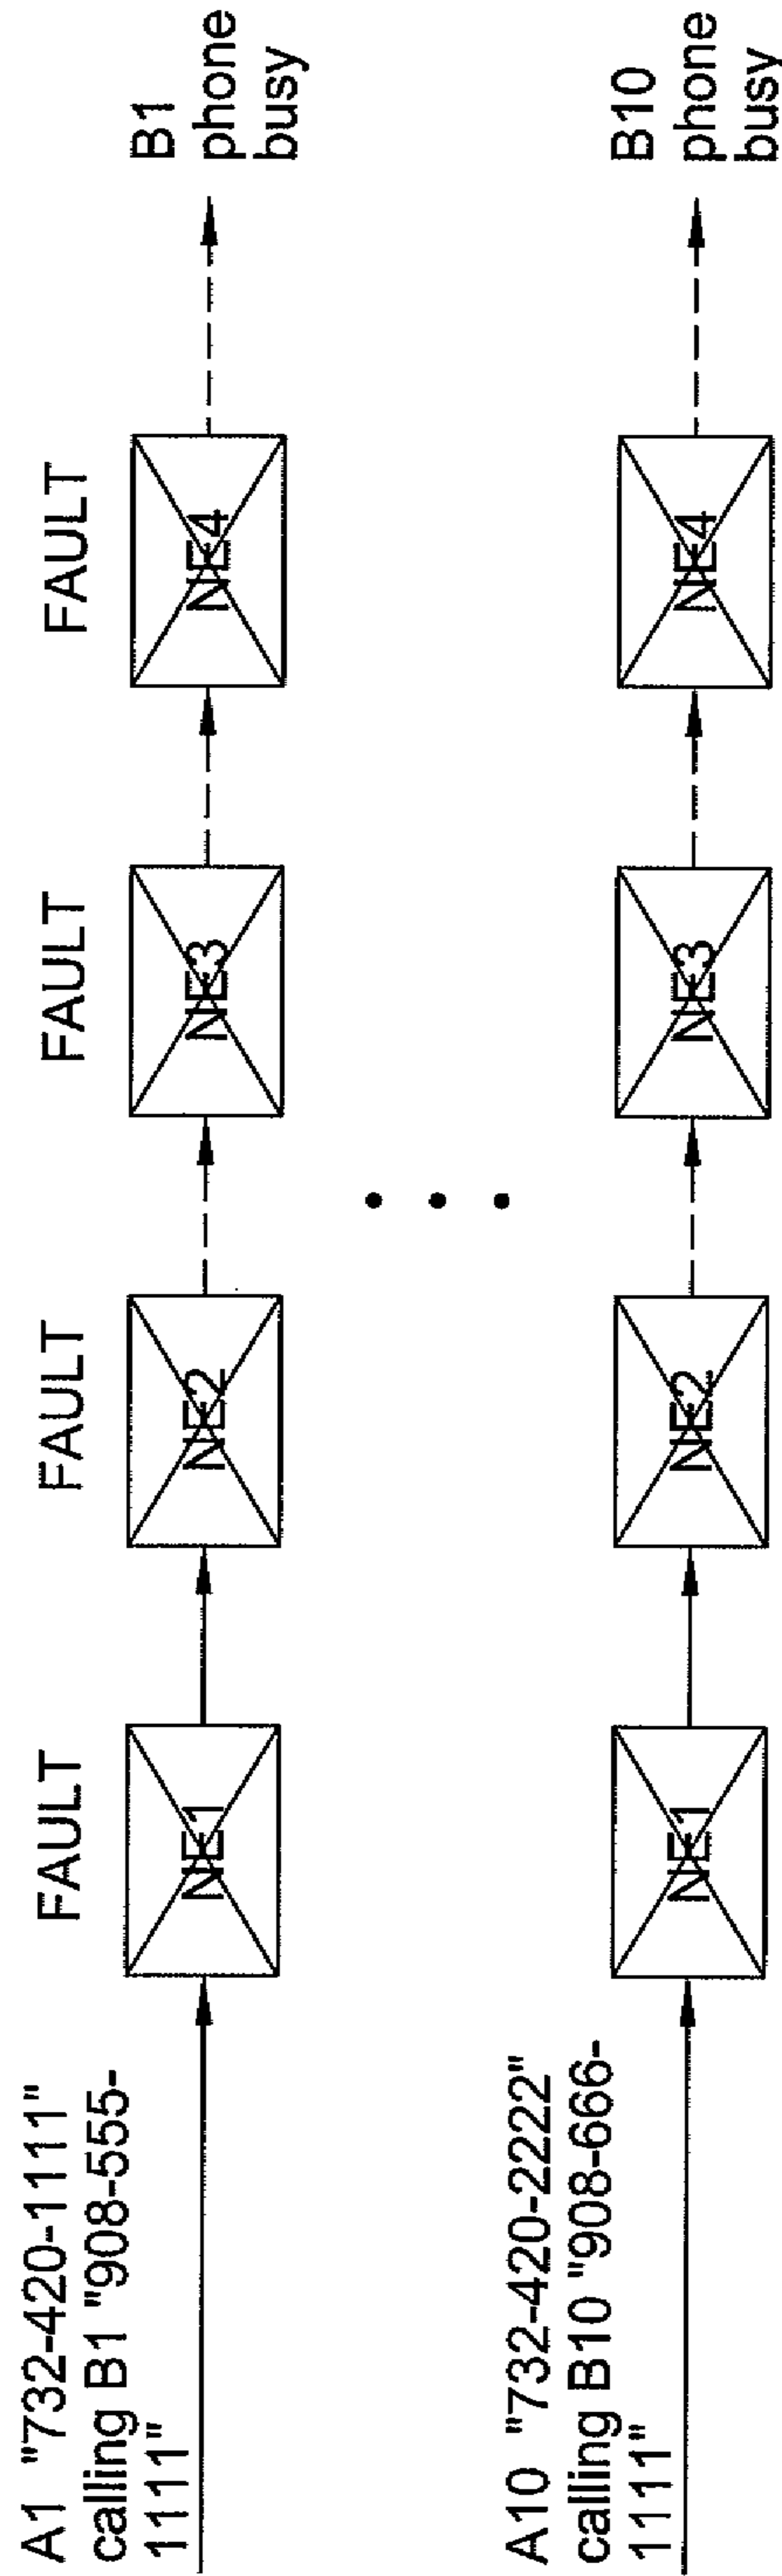 FAULT
FAULT
FAULT
FAULT
A1 "732-420-1111"
calling B1 "908-555-
1111"
NE1
NE2
NE3
NE4
B1
phone
busy
A10 "732-420-2222"
calling B10 "908-666-
1111"
NE1
NE2
NE3
NE4
B10
phone
busy